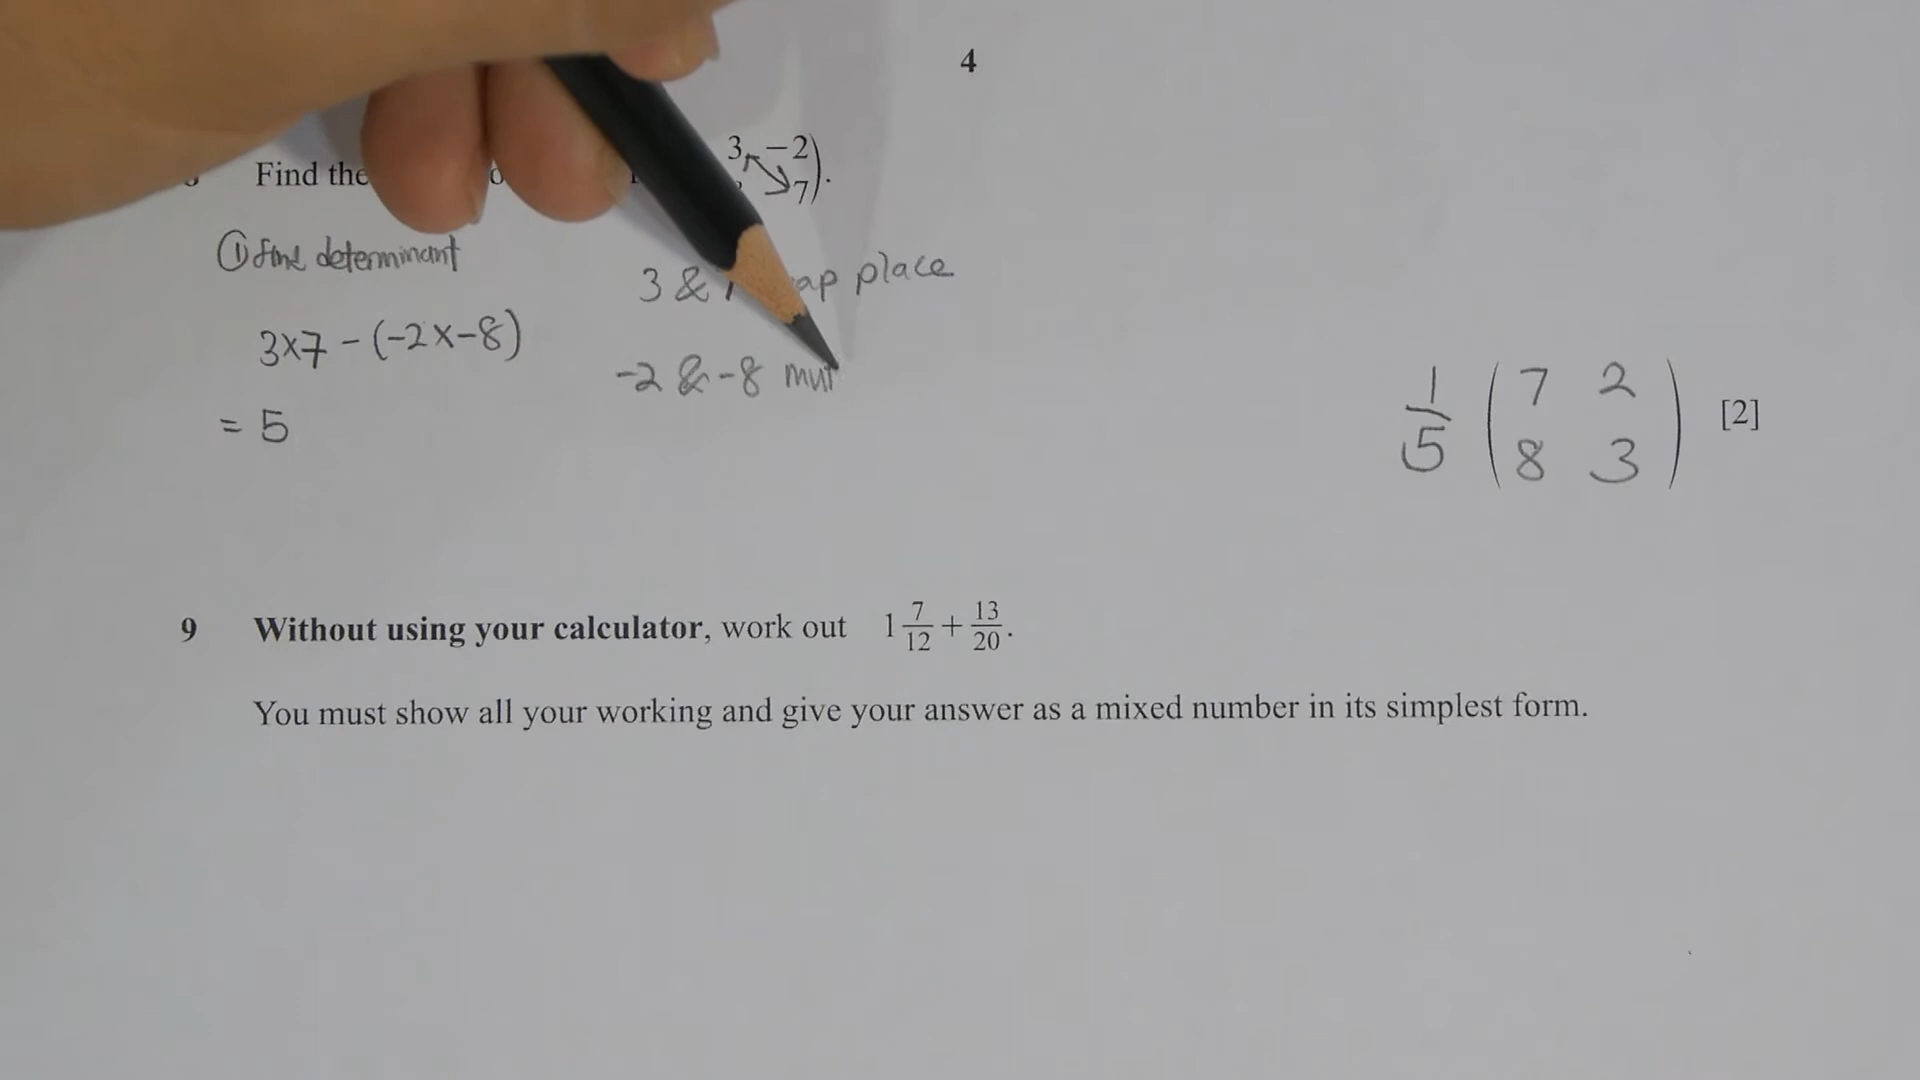 4
Find the
3 -2
7).
① find determinant
3 & 7 place
3×7 - (-2×-8)
-2 & -8 mul
= 5
1/5 (7 2
8 3) [2]
9 Without using your calculator, work out 1 7/12 + 13/20.
You must show all your working and give your answer as a mixed number in its simplest form.